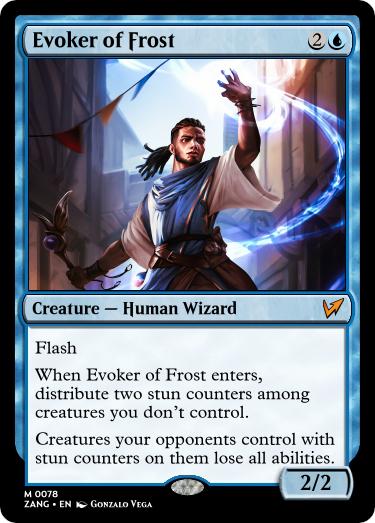 Evoker of Frost 2
Creature — Human Wizard
Flash
When Evoker of Frost enters,
distribute two stun counters among
creatures you don't control.
Creatures your opponents control with
stun counters on them lose all abilities.
2/2
M 0078
ZANG • EN Gonzalo Vega